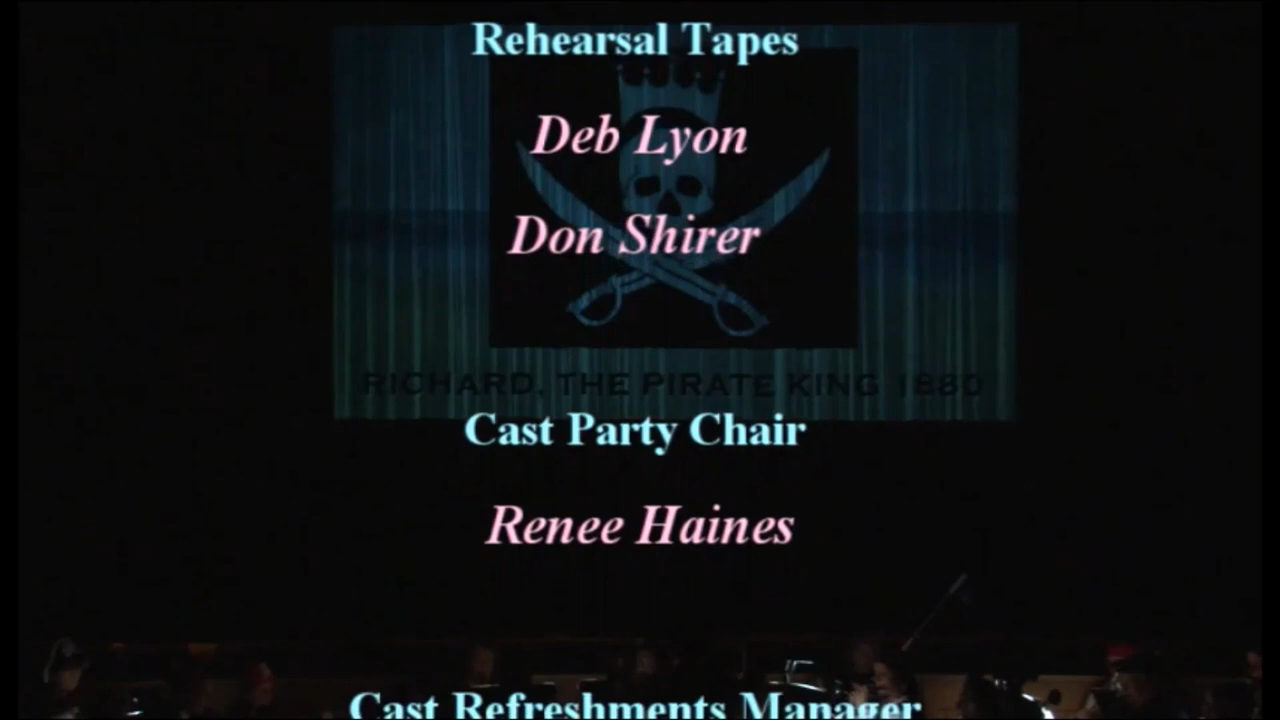 Rehearsal Tapes
Deb Lyon
Don Shirer
RICHARD, THE PIRATE KING 1880
Cast Party Chair
Renee Haines
Cast Refreshments Manager